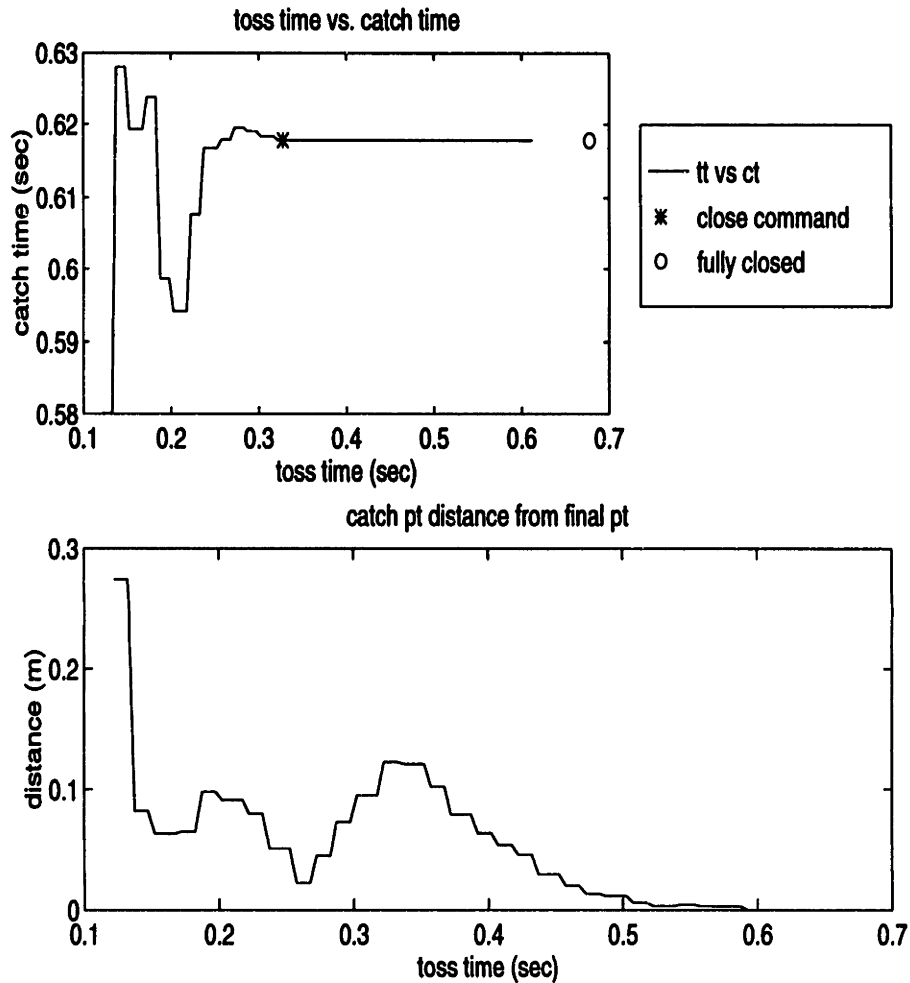 toss time vs. catch time
0.63
0.62
0.61
0.6
0.59
0.58
catch time (sec)
0.1 0.2 0.3 0.4 0.5 0.6 0.7
toss time (sec)
tt vs ct
close command
fully closed
catch pt distance from final pt
0.3
0.2
0.1
0
distance (m)
0.1 0.2 0.3 0.4 0.5 0.6 0.7
toss time (sec)